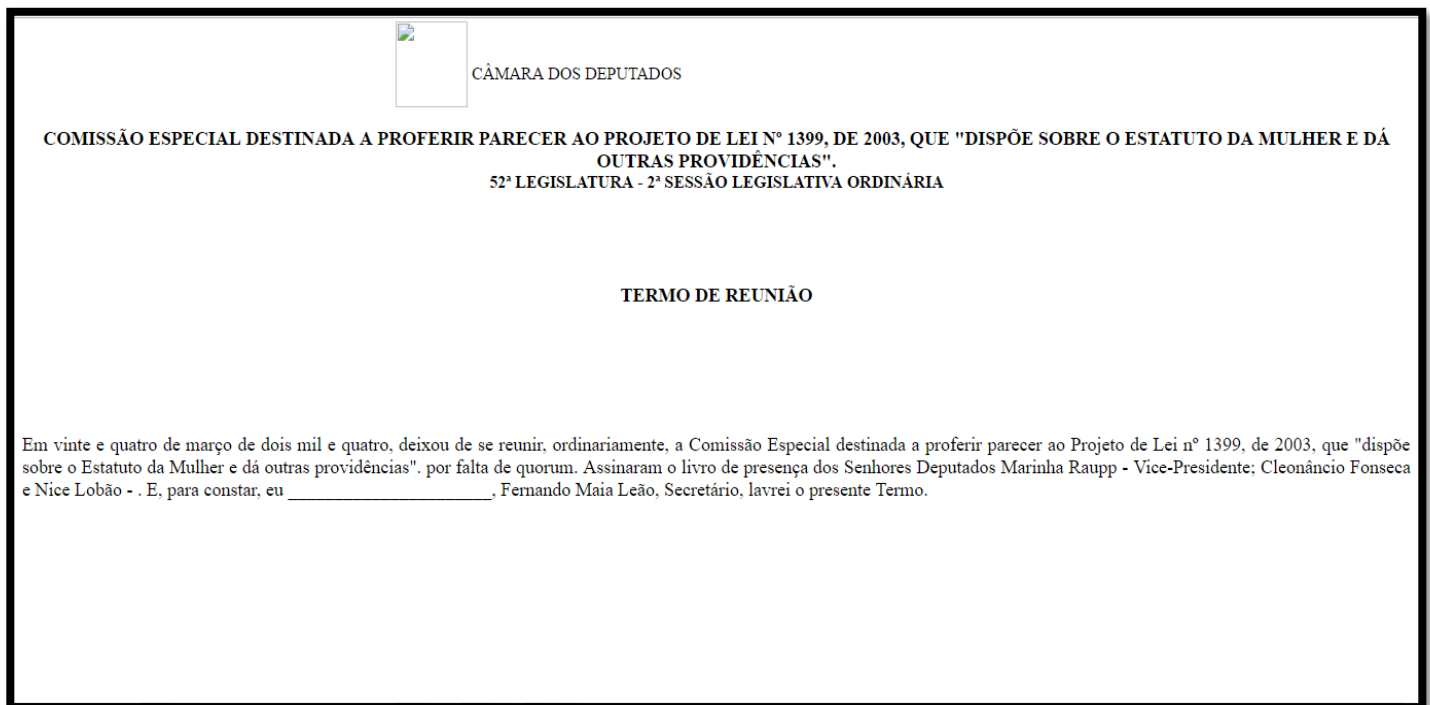 CÂMARA DOS DEPUTADOS
COMISSÃO ESPECIAL DESTINADA A PROFERIR PARECER AO PROJETO DE LEI Nº 1399, DE 2003, QUE "DISPÕE SOBRE O ESTATUTO DA MULHER E DÁ
OUTRAS PROVIDÊNCIAS".
52ª LEGISLATURA - 2ª SESSÃO LEGISLATIVA ORDINÁRIA
TERMO DE REUNIÃO
Em vinte e quatro de março de dois mil e quatro, deixou de se reunir, ordinariamente, a Comissão Especial destinada a proferir parecer ao Projeto de Lei nº 1399, de 2003, que "dispõe
sobre o Estatuto da Mulher e dá outras providências". por falta de quorum. Assinaram o livro de presença dos Senhores Deputados Marinha Raupp - Vice-Presidente; Cleonâncio Fonseca
e Nice Lobão - . E, para constar, eu ______________________, Fernando Maia Leão, Secretário, lavrei o presente Termo.